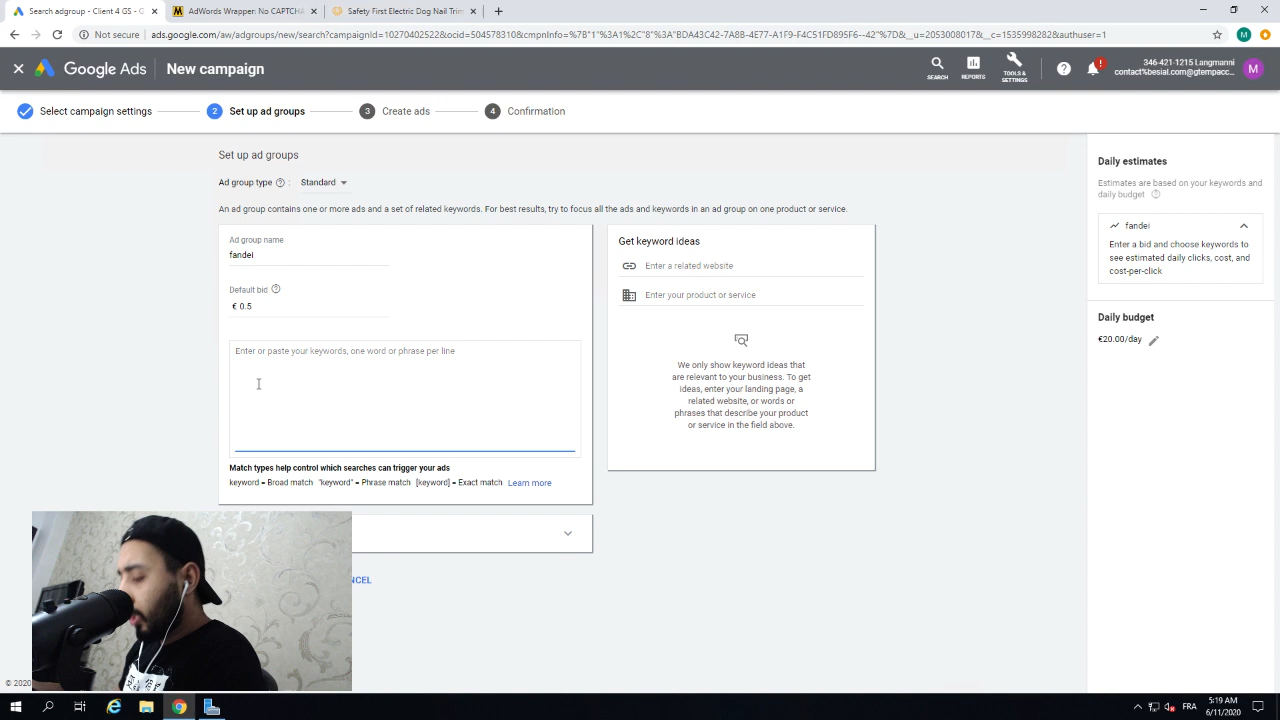 Search adgroup - Client 4 GS - G
AdWords Wrapper: No CAPTCHA
Safety First Electric Dog Nail Trim
Not secure | ads.google.com/aw/adgroups/new/search?campaignId=10270402522&ocid=504578310&cmpnInfo=%7B"1"%3A1%2C"8"%3A"BDA43C42-7A8B-4E77-A1F9-F4C51FD895F6--42"%7D&__u=2053008017&__c=1535998282&authuser=1
M
Google Ads
New campaign
SEARCH
REPORTS
TOOLS &
SETTINGS
?
!
346-421-1215 Langmanni
contact%besial.com@gtempacc...
M
Select campaign settings
2 Set up ad groups
3 Create ads
4 Confirmation
Set up ad groups
Ad group type ? : Standard
An ad group contains one or more ads and a set of related keywords. For best results, try to focus all the ads and keywords in an ad group on one product or service.
Ad group name
fandei
Default bid ?
€ 0.5
Enter or paste your keywords, one word or phrase per line
Match types help control which searches can trigger your ads
keyword = Broad match "keyword" = Phrase match [keyword] = Exact match Learn more
NCEL
© 2020
Get keyword ideas
Enter a related website
Enter your product or service
We only show keyword ideas that
are relevant to your business. To get
ideas, enter your landing page, a
related website, or words or
phrases that describe your product
or service in the field above.
Daily estimates
Estimates are based on your keywords and
daily budget ?
fandei
Enter a bid and choose keywords to
see estimated daily clicks, cost, and
cost-per-click
Daily budget
€20.00/day
FRA
5:19 AM
6/11/2020